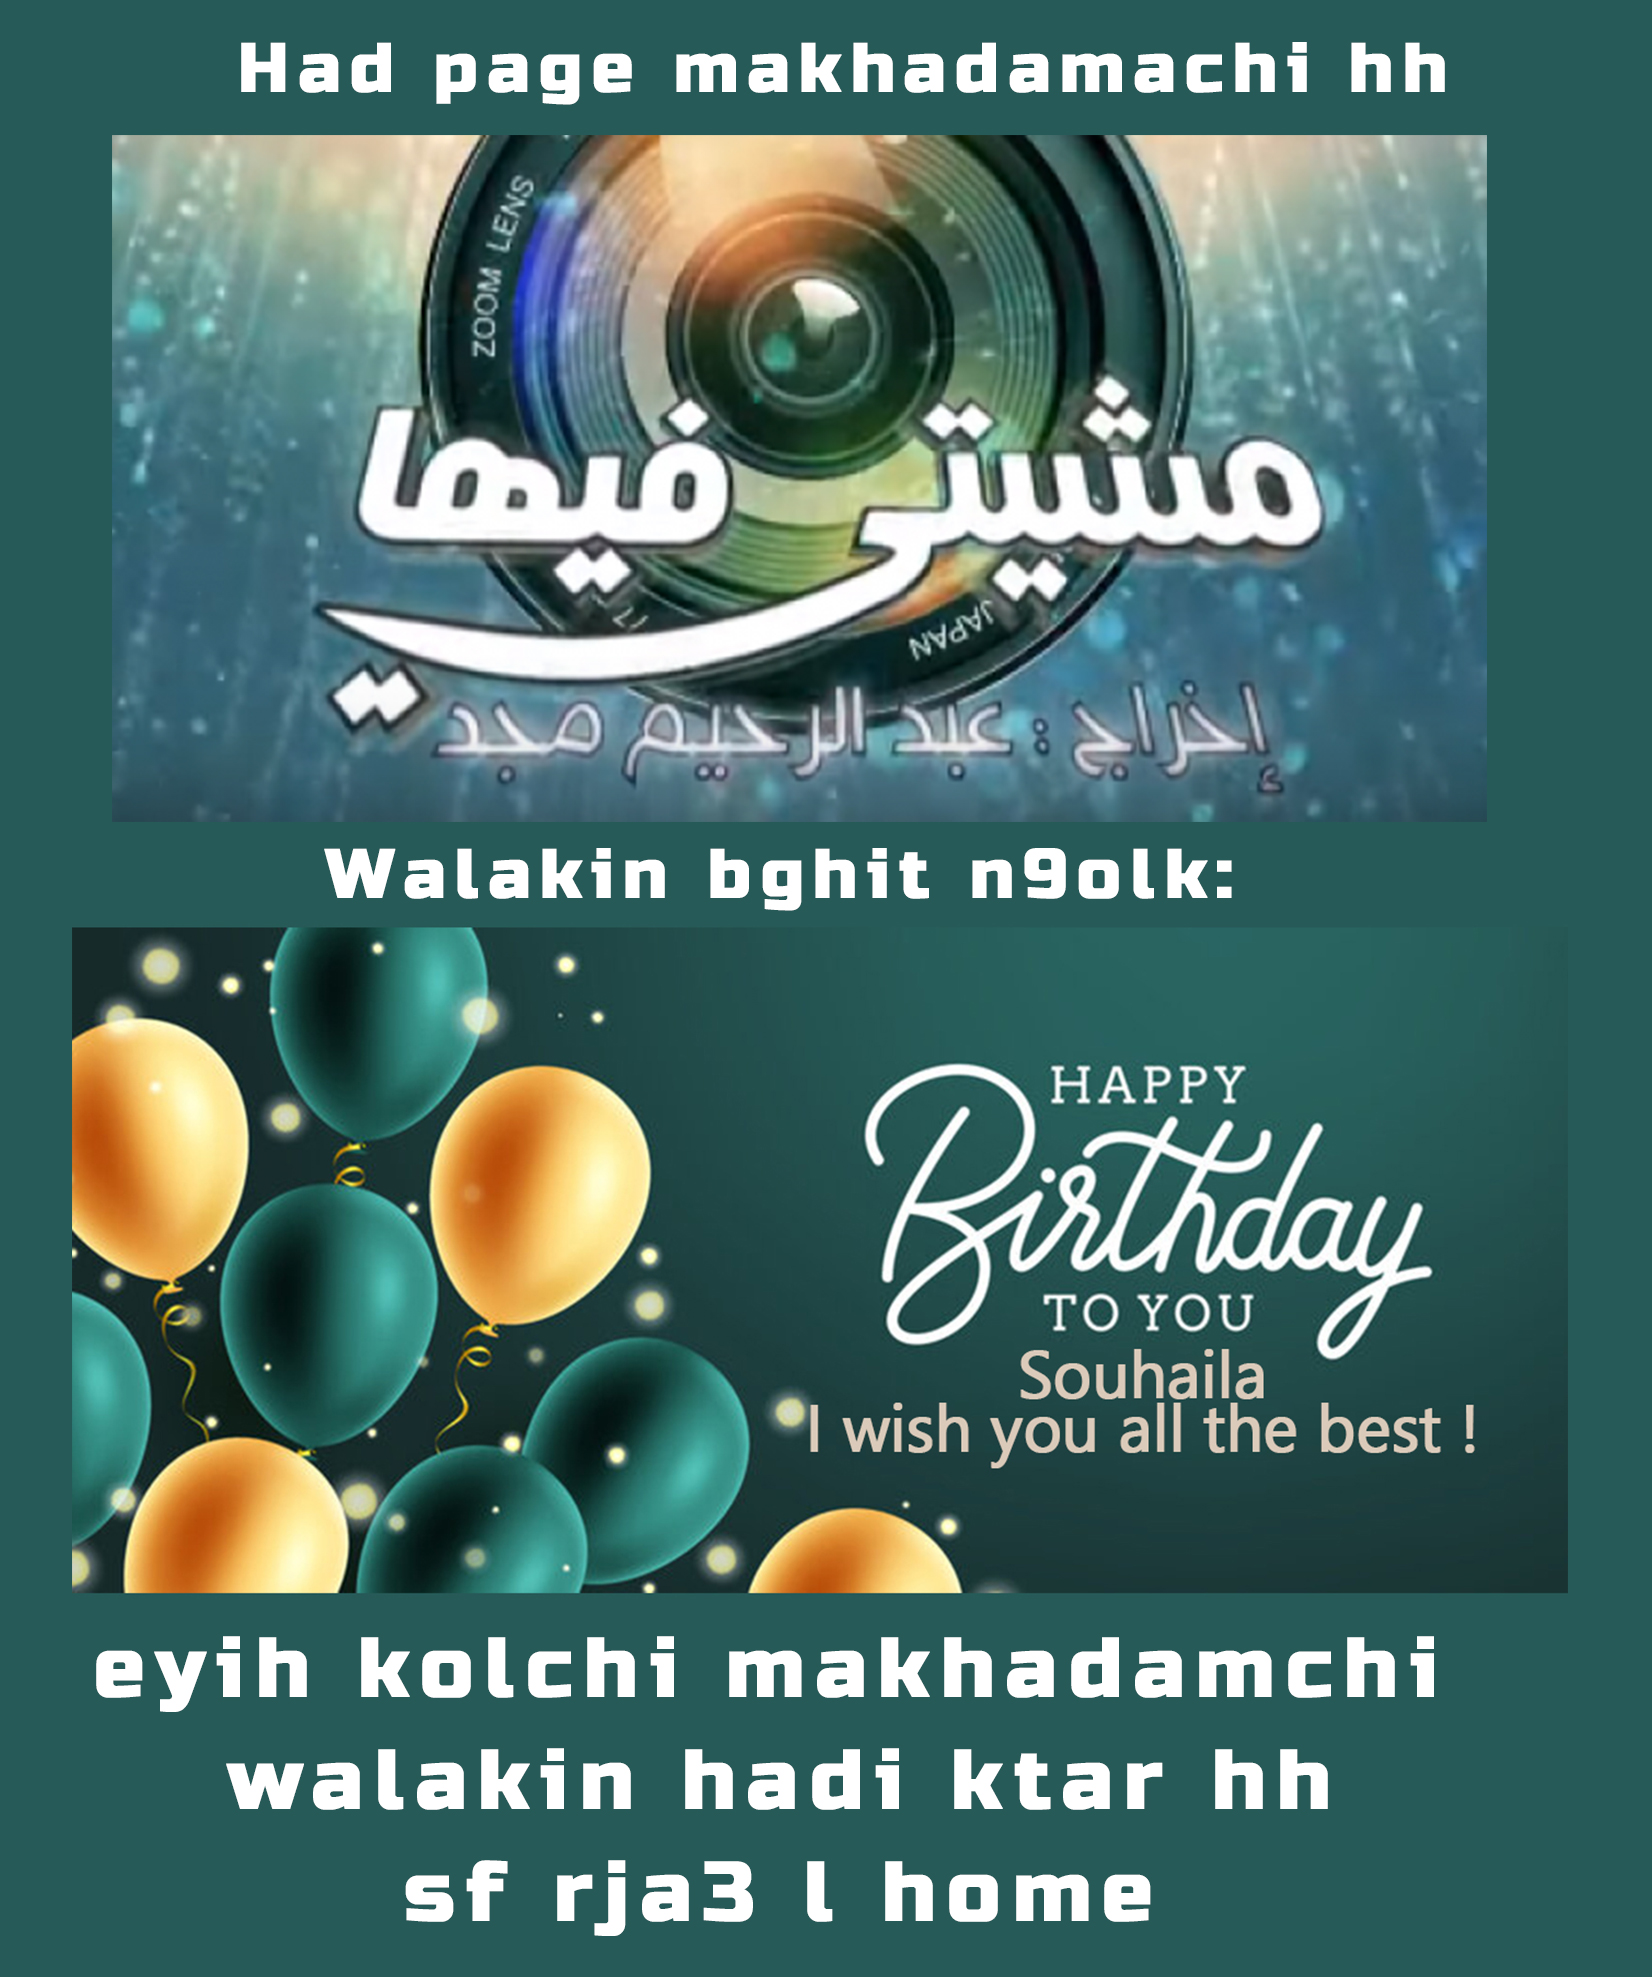 Had page makhadamachi hh
ZOOM LENS
JAPAN
مشيتي فيها
إخراج : عبد الرحيم مجد
Walakin bghit n9olk:
HAPPY
Birthday
TO YOU
Souhaila
I wish you all the best !
eyih kolchi makhadamchi
walakin hadi ktar hh
sf rja3 l home